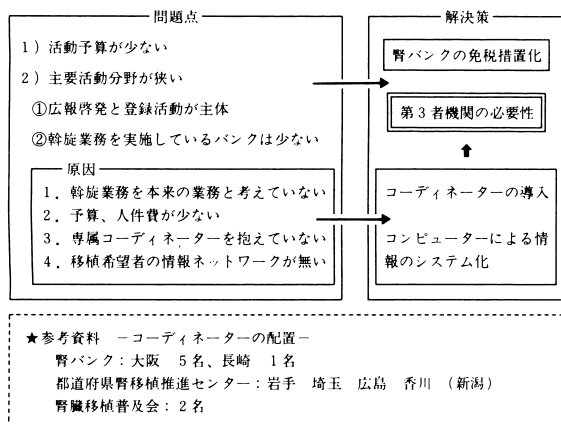 問題点
1）活動予算が少ない
2）主要活動分野が狭い
①広報啓発と登録活動が主体
②斡旋業務を実施しているバンクは少ない
原因
1．斡旋業務を本来の業務と考えていない
2．予算、人件費が少ない
3．専属コーディネーターを抱えていない
4．移植希望者の情報ネットワークが無い
解決策
腎バンクの免税措置化
第3者機関の必要性
コーディネーターの導入
コンピューターによる情
報のシステム化
★参考資料　－コーディネーターの配置－
腎バンク：大阪　5名、長崎　1名
都道府県腎移植推進センター：岩手　埼玉　広島　香川　（新潟）
腎臓移植普及会：2名